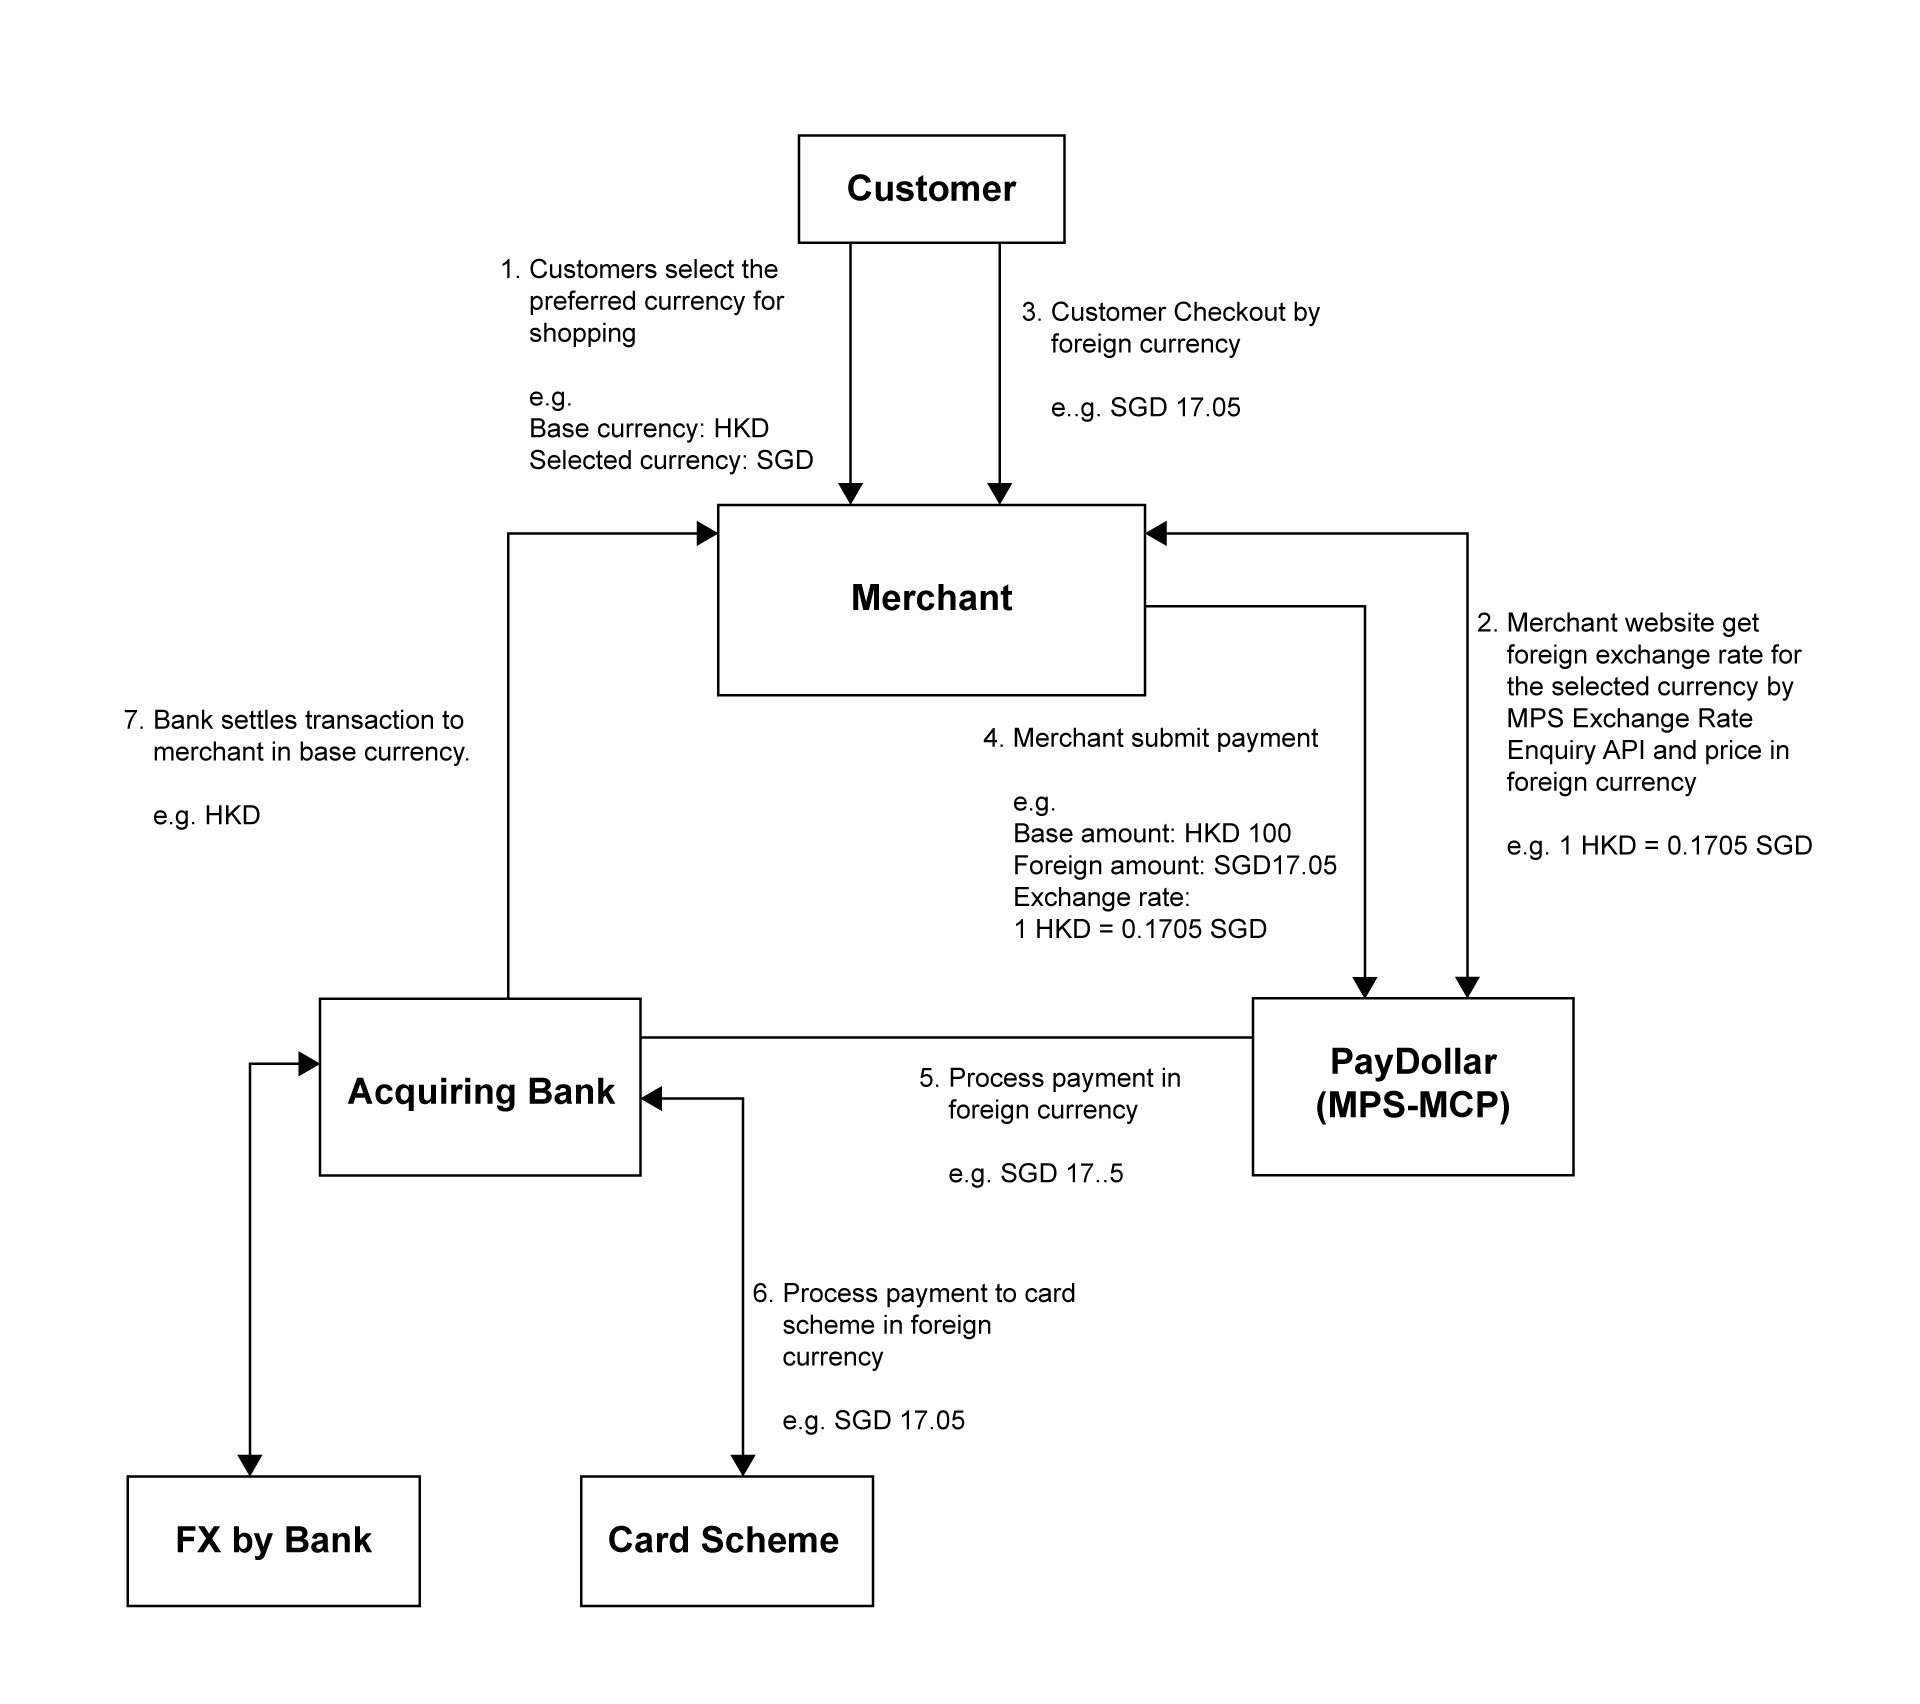 Customer
1. Customers select the
preferred currency for
shopping
e.g.
Base currency: HKD
Selected currency: SGD
3. Customer Checkout by
foreign currency
e..g. SGD 17.05
Merchant
2. Merchant website get
foreign exchange rate for
the selected currency by
MPS Exchange Rate
Enquiry API and price in
foreign currency
e.g. 1 HKD = 0.1705 SGD
7. Bank settles transaction to
merchant in base currency.
e.g. HKD
4. Merchant submit payment
e.g.
Base amount: HKD 100
Foreign amount: SGD17.05
Exchange rate:
1 HKD = 0.1705 SGD
Acquiring Bank
PayDollar
(MPS-MCP)
5. Process payment in
foreign currency
e.g. SGD 17..5
6. Process payment to card
scheme in foreign
currency
e.g. SGD 17.05
FX by Bank
Card Scheme